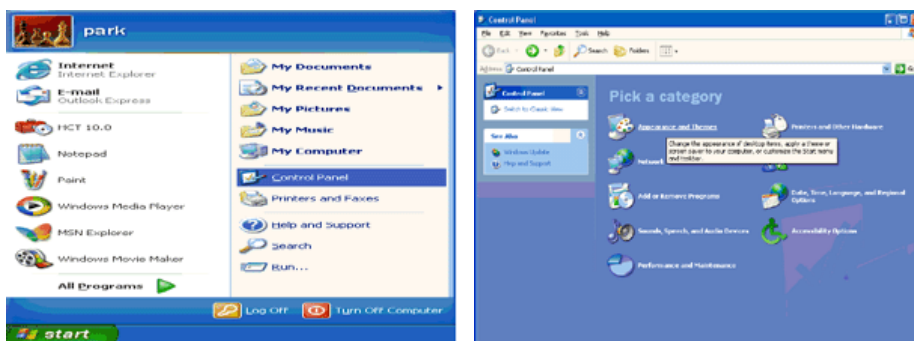 park
Internet
Internet Explorer
E-mail
Outlook Express
HCT 10.0
Notepad
Paint
Windows Media Player
MSN Explorer
Windows Movie Maker
All Programs
My Documents
My Recent Documents
My Pictures
My Music
My Computer
Control Panel
Printers and Faxes
Help and Support
Search
Run...
Log Off
Turn Off Computer
start
Control Panel
File Edit View Favorites Tools Help
Back Search Folders
Address Control Panel
Control Panel
Switch to Classic View
See Also
Windows Update
Help and Support
Pick a category
Appearance and Themes
Printers and Other Hardware
Change the appearance of desktop items, apply a theme or
screen saver to your computer, or customize the Start menu
and taskbar.
Network
Add or Remove Programs
Date, Time, Language, and Regional
Options
Sounds, Speech, and Audio Devices
Accessibility Options
Performance and Maintenance